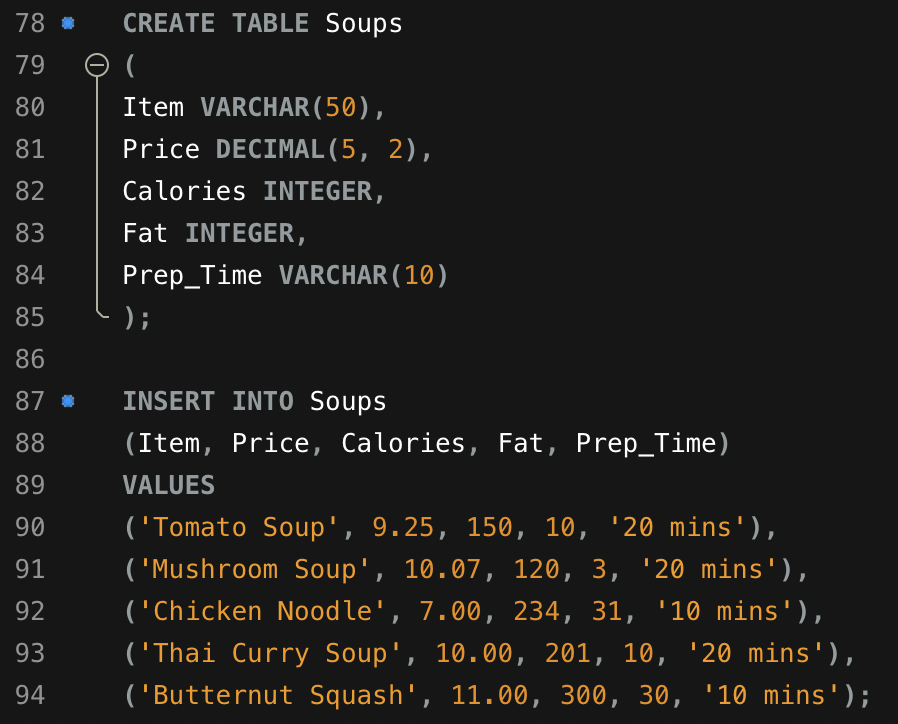 78 CREATE TABLE Soups
79 (
80 Item VARCHAR(50),
81 Price DECIMAL(5, 2),
82 Calories INTEGER,
83 Fat INTEGER,
84 Prep_Time VARCHAR(10)
85 );
86
87 INSERT INTO Soups
88 (Item, Price, Calories, Fat, Prep_Time)
89 VALUES
90 ('Tomato Soup', 9.25, 150, 10, '20 mins'),
91 ('Mushroom Soup', 10.07, 120, 3, '20 mins'),
92 ('Chicken Noodle', 7.00, 234, 31, '10 mins'),
93 ('Thai Curry Soup', 10.00, 201, 10, '20 mins'),
94 ('Butternut Squash', 11.00, 300, 30, '10 mins');